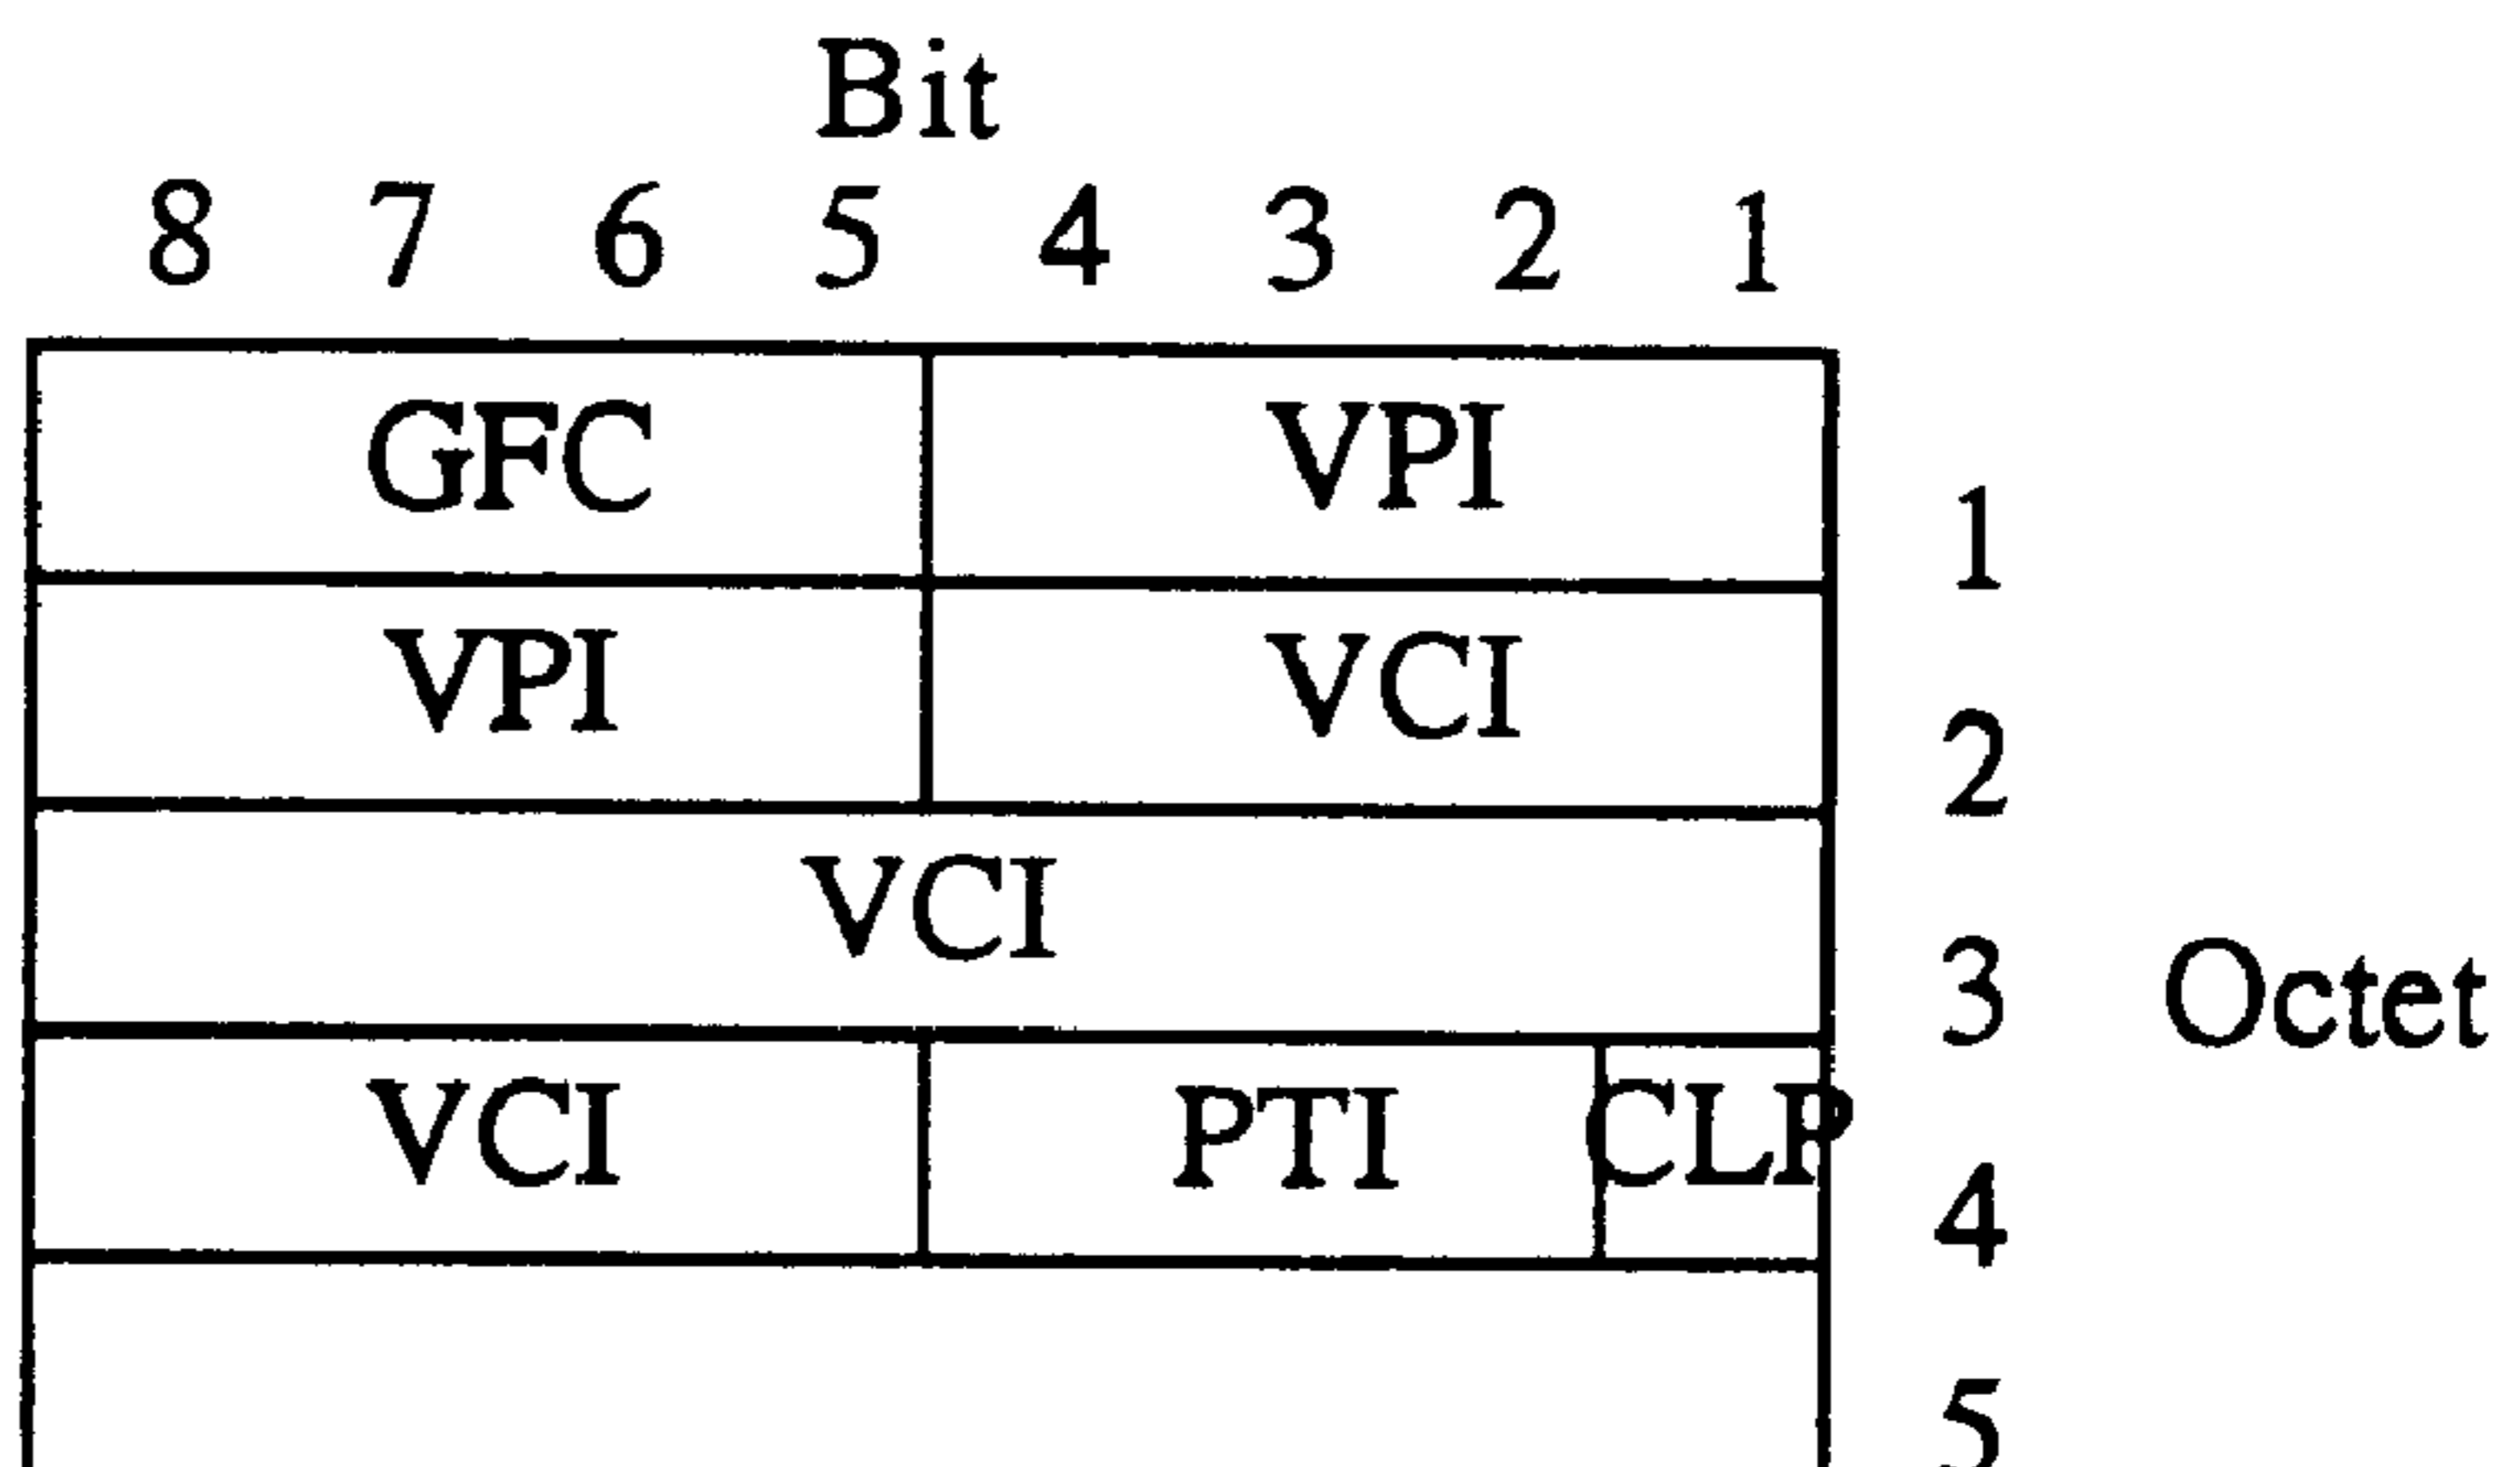 Bit
8 7 6 5 4 3 2 1
GFC VPI
1
VPI VCI
2
VCI
3 Octet
VCI PTI CLP
4
5